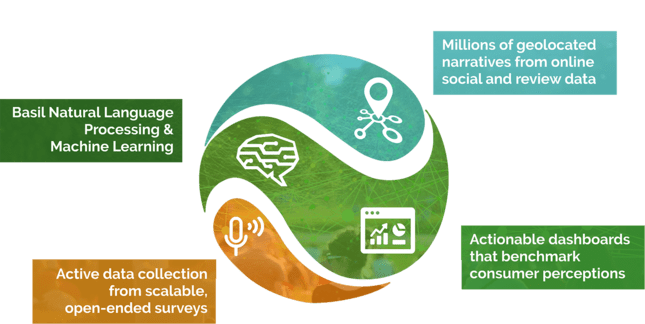 Millions of geolocated
narratives from online
social and review data
Basil Natural Language
Processing &
Machine Learning
Actionable dashboards
that benchmark
consumer perceptions
Active data collection
from scalable,
open-ended surveys